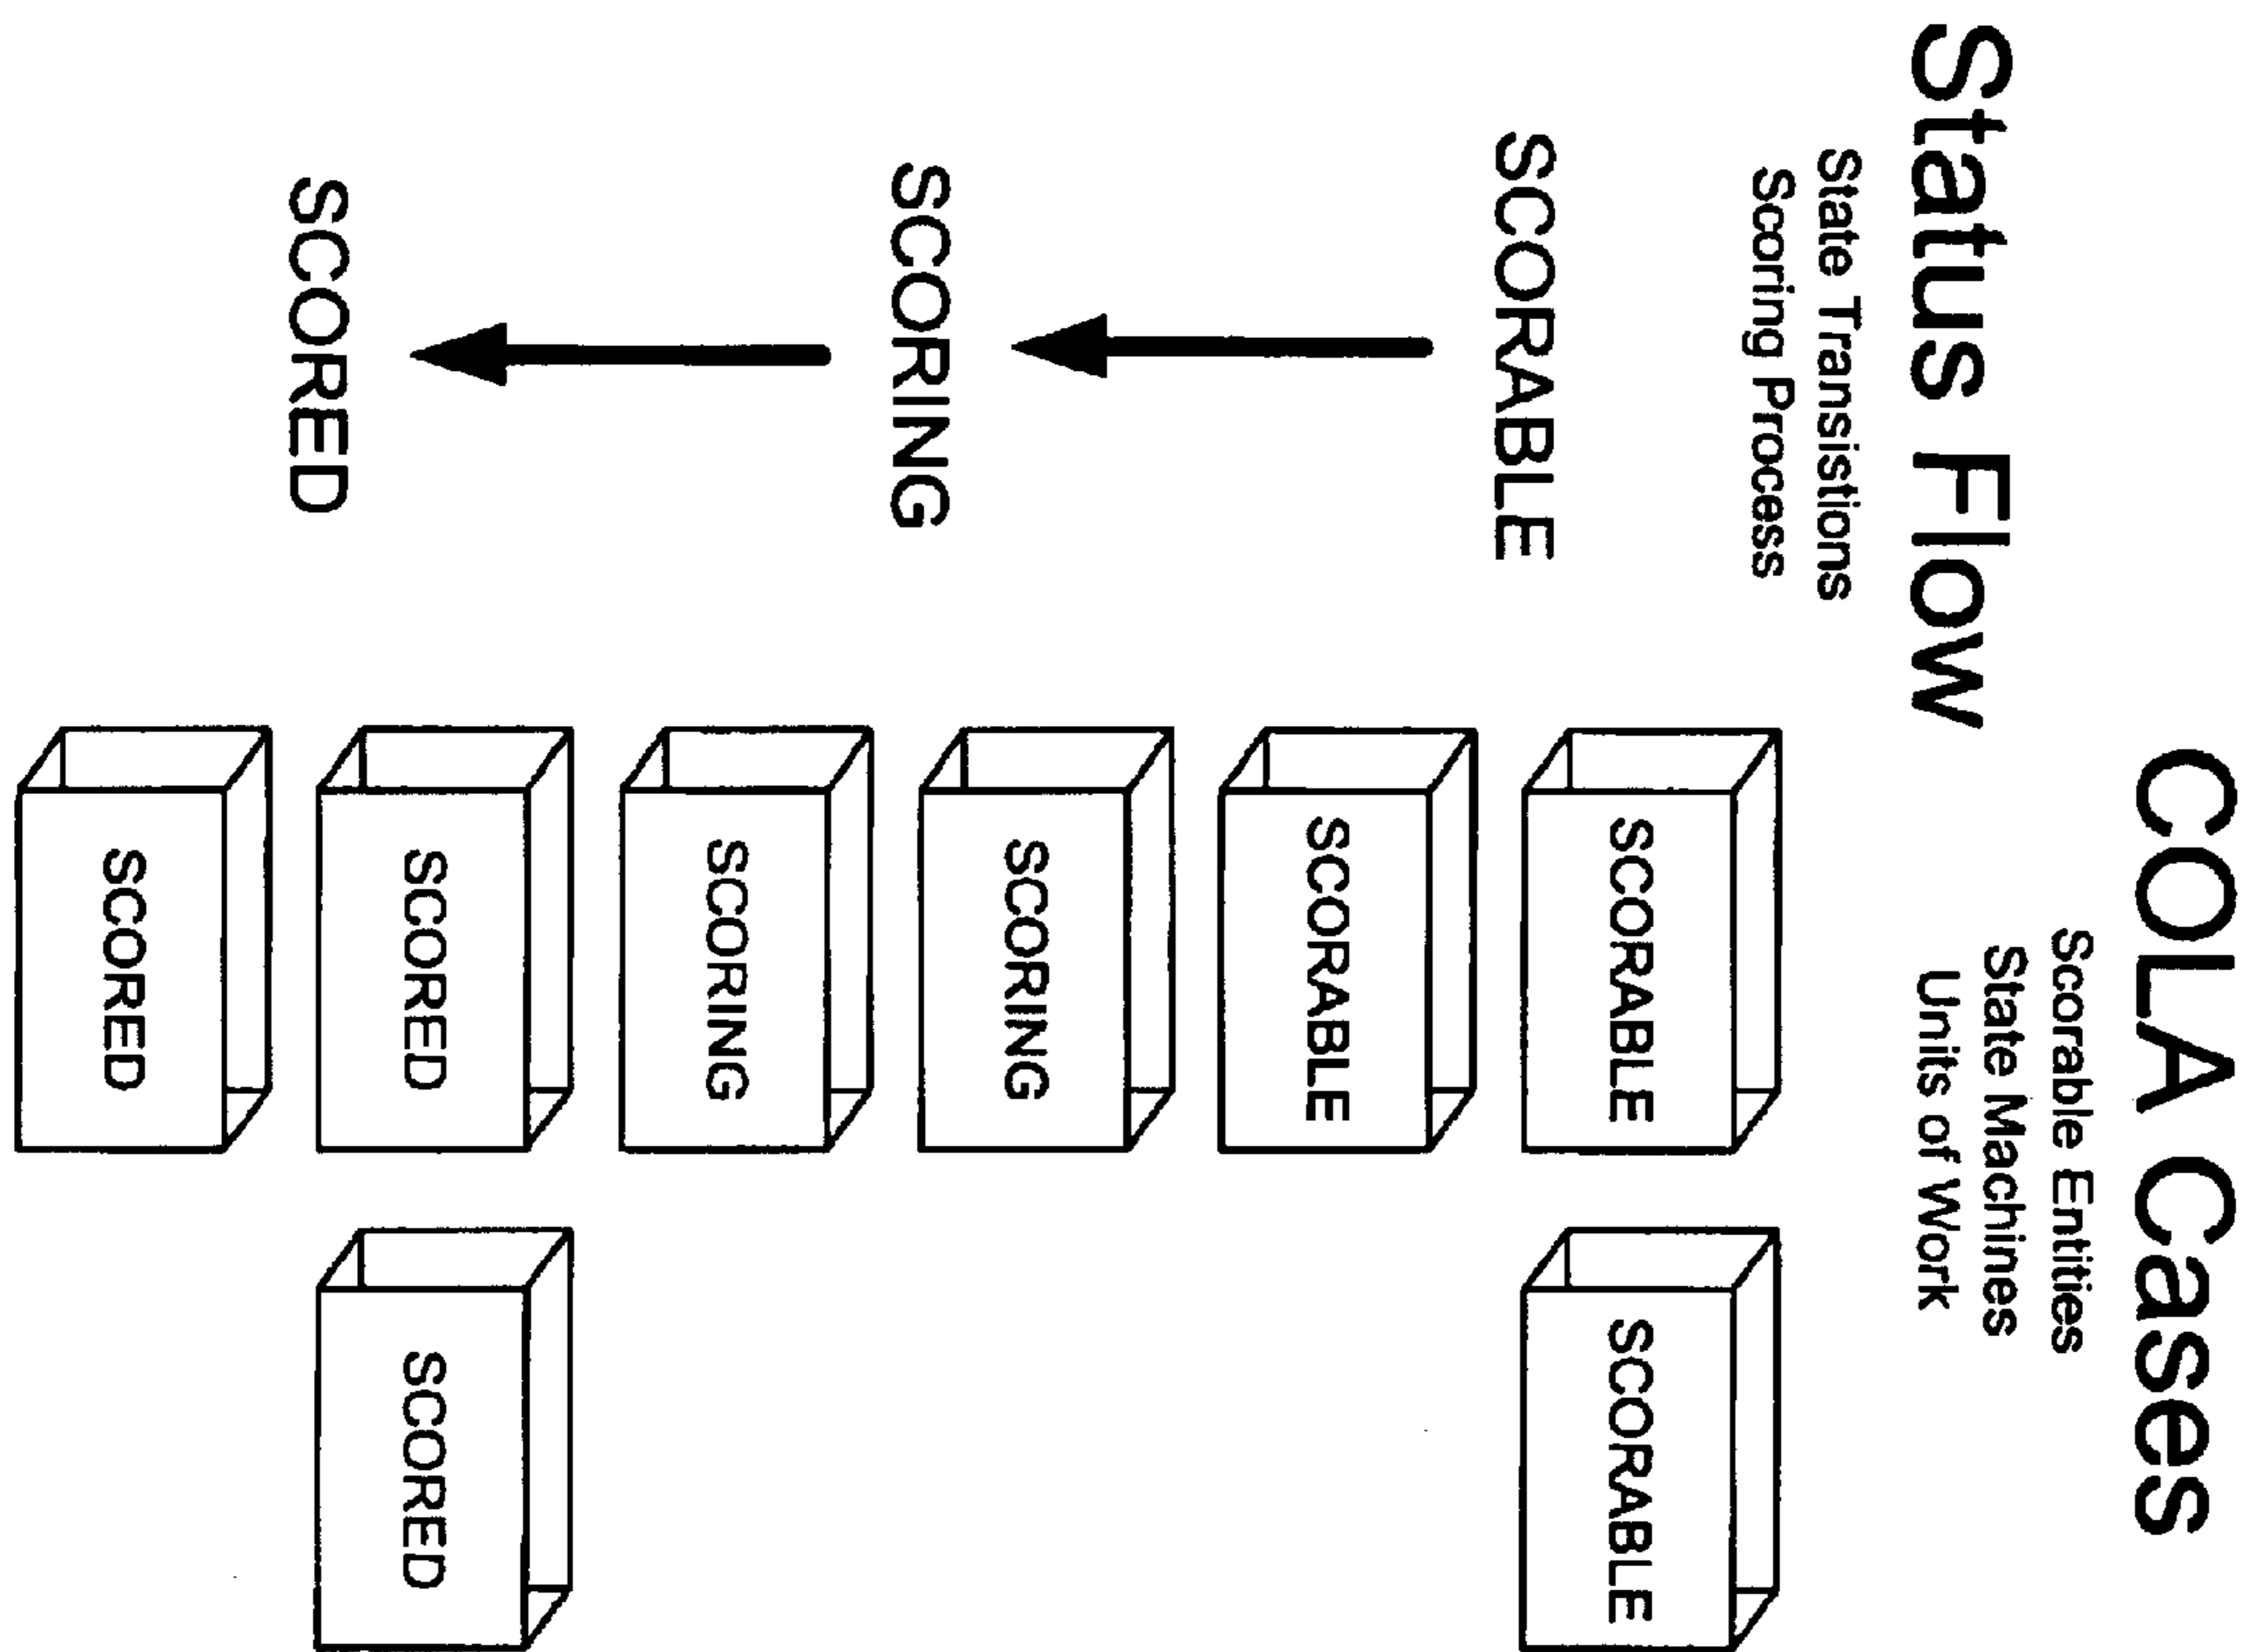 COLA Cases
Scorable Entities
State Machines
Units of Work
Status Flow
State Transistions
Scoring Process
SCORABLE
SCORING
SCORED
SCORABLE
SCORABLE
SCORABLE
SCORING
SCORING
SCORED
SCORED
SCORED